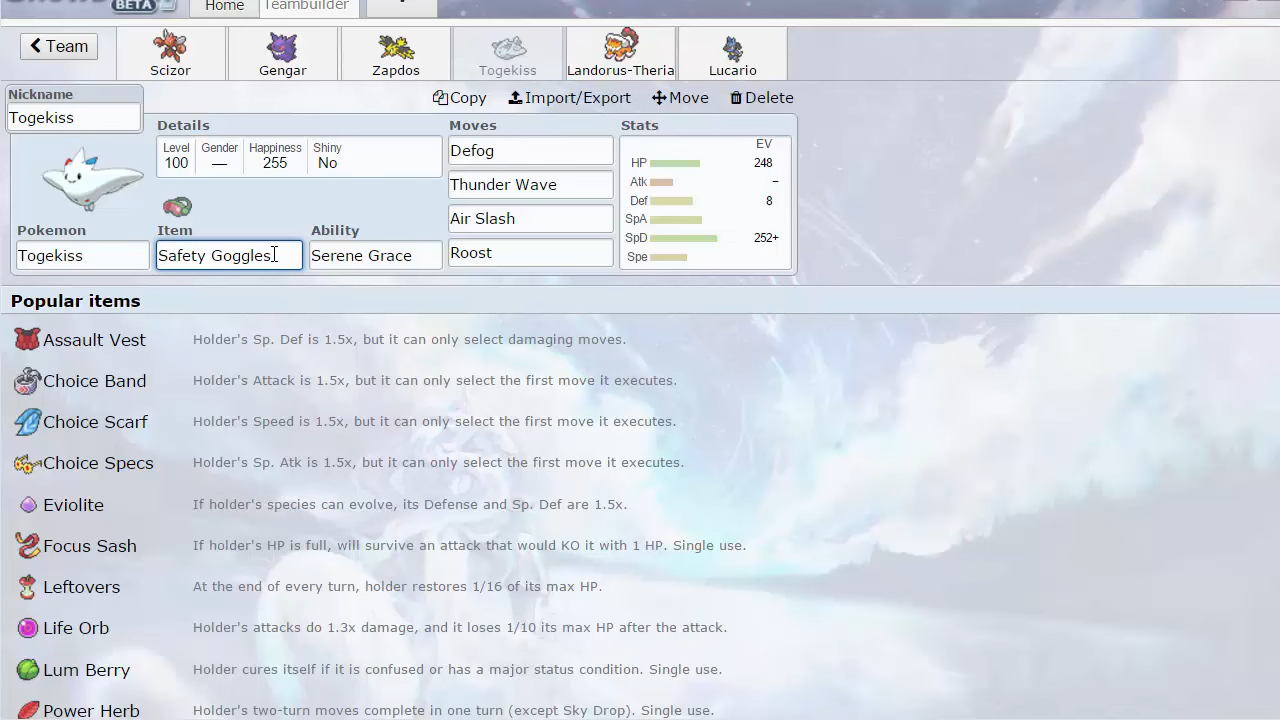 BETA
Home
Teambuilder
Team
Scizor
Gengar
Zapdos
Togekiss
Landorus-Theria
Lucario
Nickname
Togekiss
Copy
Import/Export
Move
Delete
Details
Moves
Stats
Level
Gender
Happiness
Shiny
100
—
255
No
Defog
Thunder Wave
Air Slash
Roost
EV
HP 248
Atk –
Def 8
SpA
SpD 252+
Spe
Pokemon
Item
Ability
Togekiss
Safety Goggles
Serene Grace
Popular items
Assault Vest Holder's Sp. Def is 1.5x, but it can only select damaging moves.
Choice Band Holder's Attack is 1.5x, but it can only select the first move it executes.
Choice Scarf Holder's Speed is 1.5x, but it can only select the first move it executes.
Choice Specs Holder's Sp. Atk is 1.5x, but it can only select the first move it executes.
Eviolite If holder's species can evolve, its Defense and Sp. Def are 1.5x.
Focus Sash If holder's HP is full, will survive an attack that would KO it with 1 HP. Single use.
Leftovers At the end of every turn, holder restores 1/16 of its max HP.
Life Orb Holder's attacks do 1.3x damage, and it loses 1/10 its max HP after the attack.
Lum Berry Holder cures itself if it is confused or has a major status condition. Single use.
Power Herb Holder's two-turn moves complete in one turn (except Sky Drop). Single use.